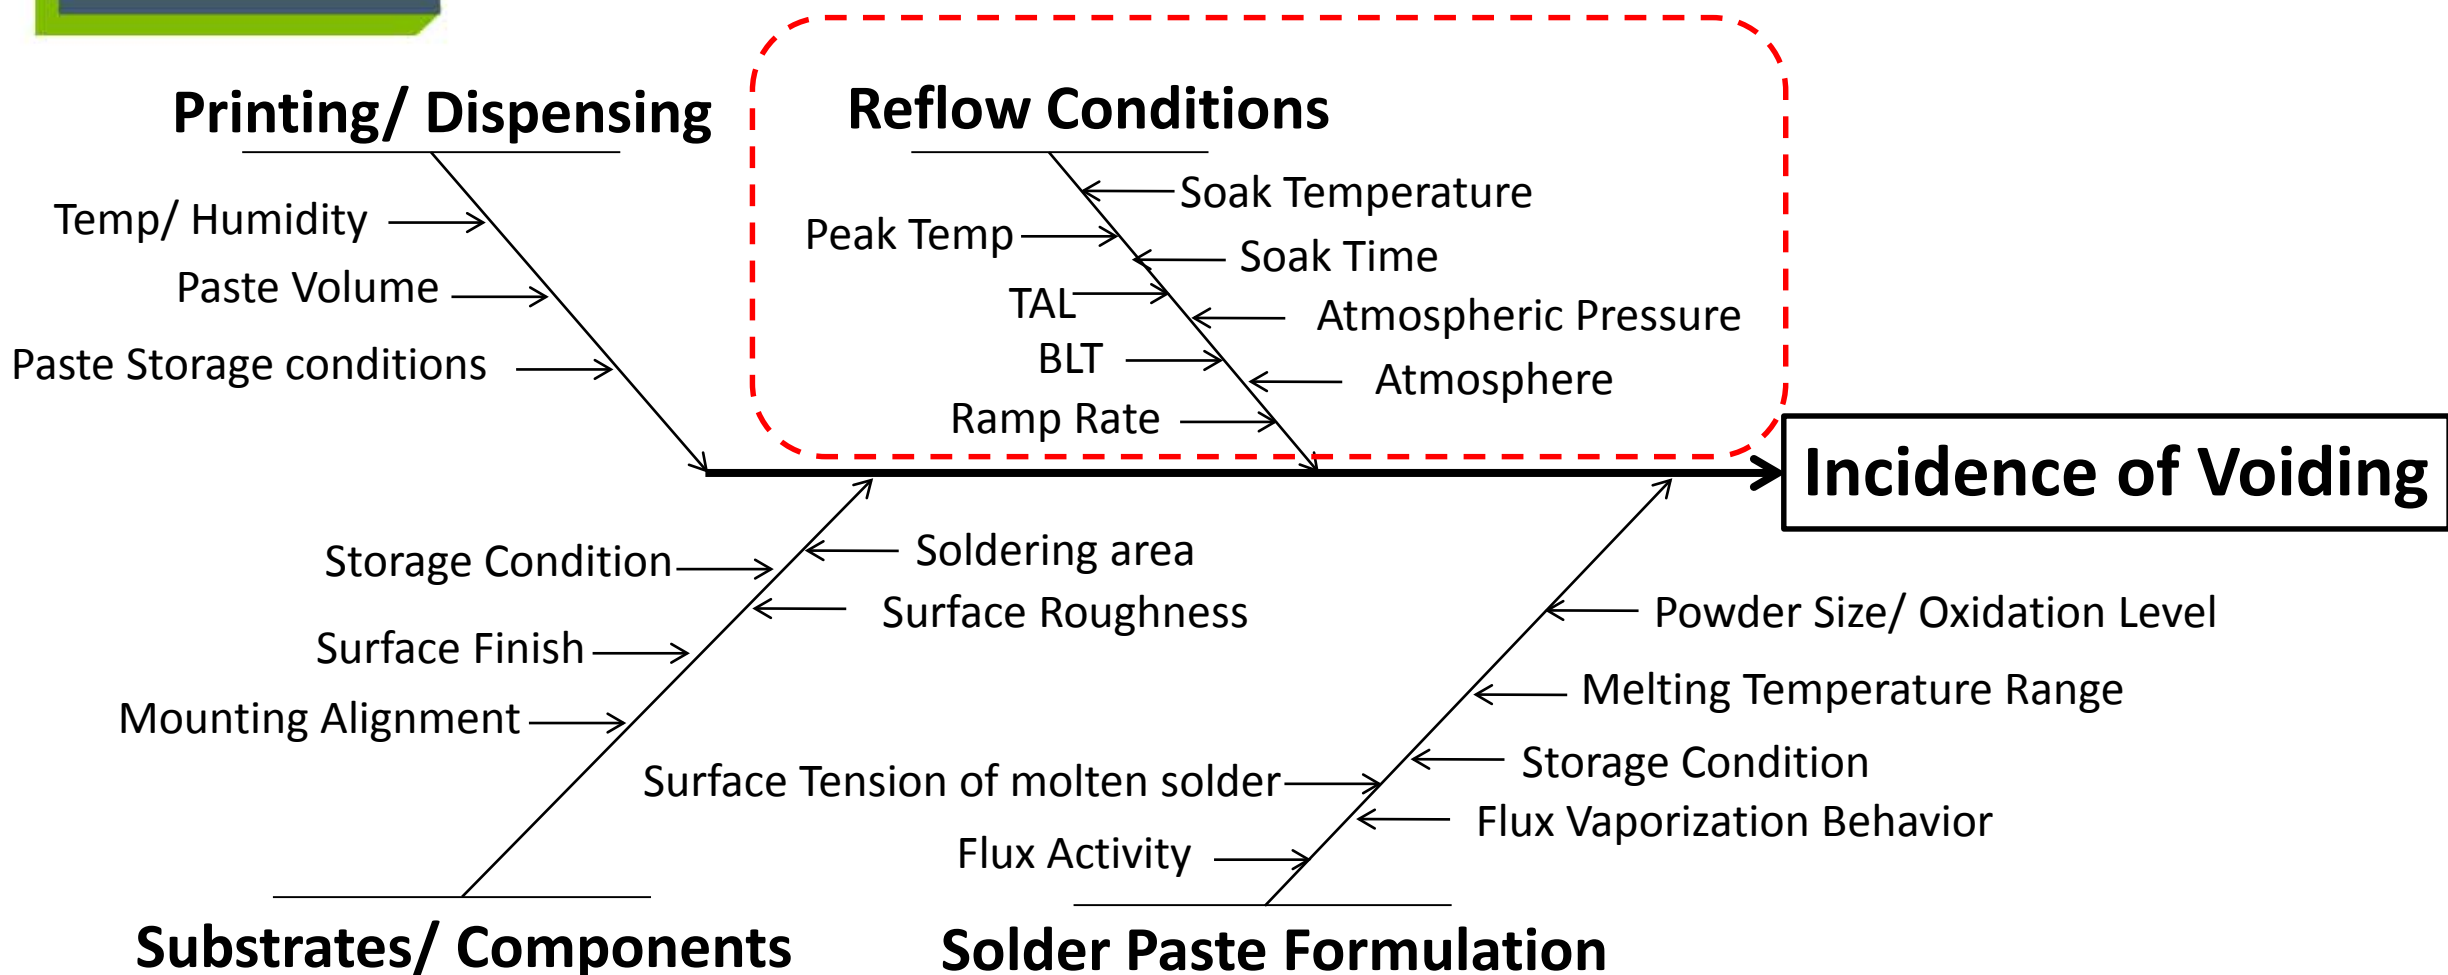 Printing/ Dispensing
Temp/ Humidity
Paste Volume
Paste Storage conditions
Reflow Conditions
Soak Temperature
Peak Temp
Soak Time
TAL
Atmospheric Pressure
BLT
Atmosphere
Ramp Rate
Incidence of Voiding
Storage Condition
Soldering area
Surface Roughness
Surface Finish
Mounting Alignment
Substrates/ Components
Powder Size/ Oxidation Level
Melting Temperature Range
Storage Condition
Surface Tension of molten solder
Flux Vaporization Behavior
Flux Activity
Solder Paste Formulation